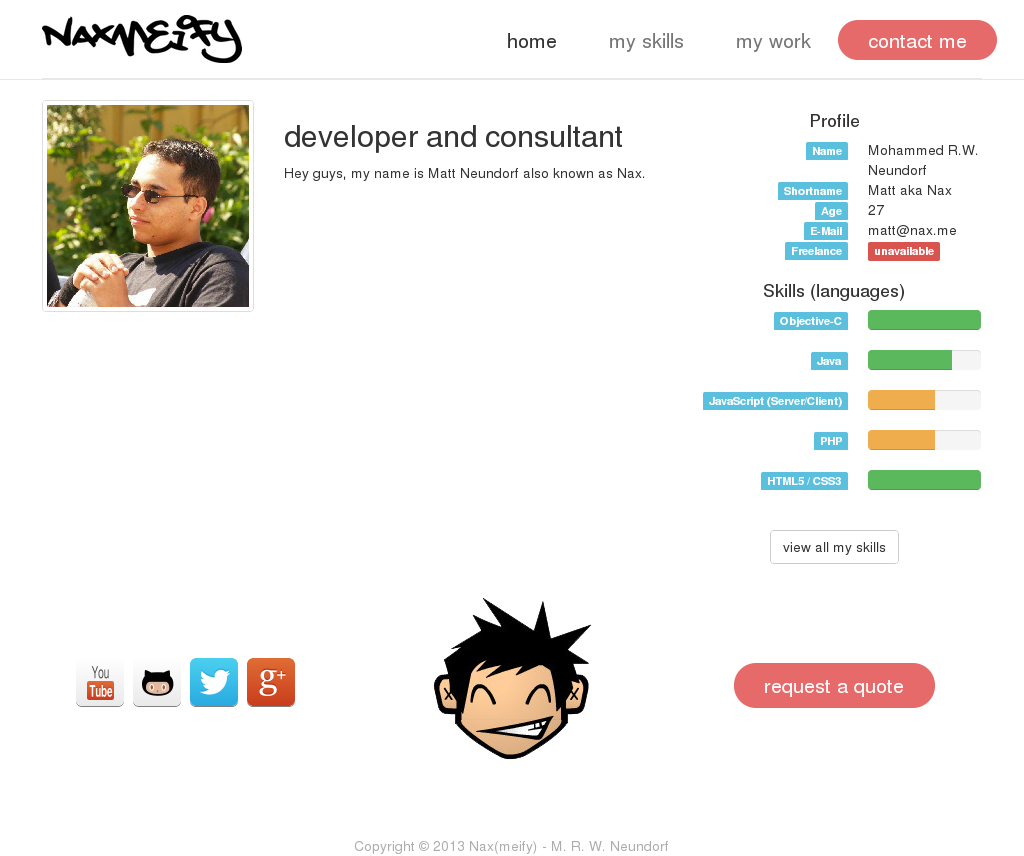 Naxmeify
home
my skills
my work
contact me
developer and consultant
Hey guys, my name is Matt Neundorf also known as Nax.
Profile
Name
Mohammed R.W.
Neundorf
Shortname
Matt aka Nax
Age
27
E-Mail
matt@nax.me
Freelance
unavailable
Skills (languages)
Objective-C
Java
JavaScript (Server/Client)
PHP
HTML5 / CSS3
view all my skills
You
Tube
g+
request a quote
Copyright © 2013 Nax(meify) - M. R. W. Neundorf